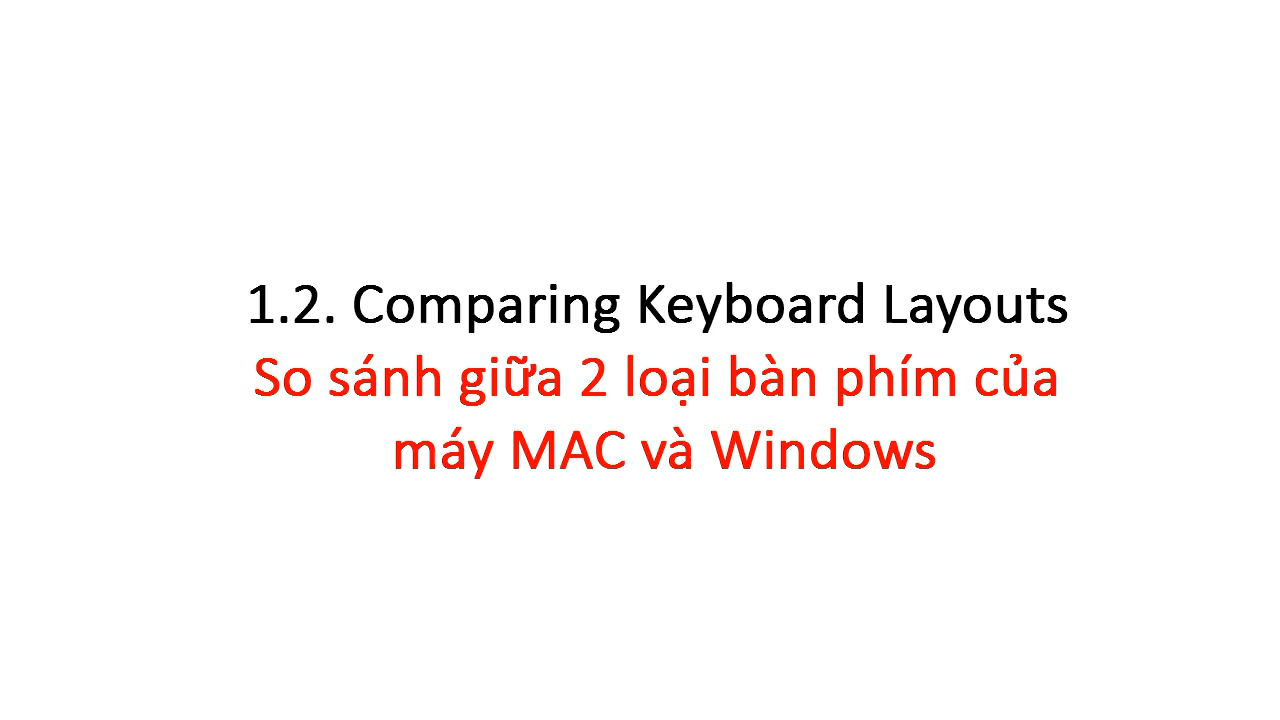 1.2. Comparing Keyboard Layouts
So sánh giữa 2 loại bàn phím của
máy MAC và Windows